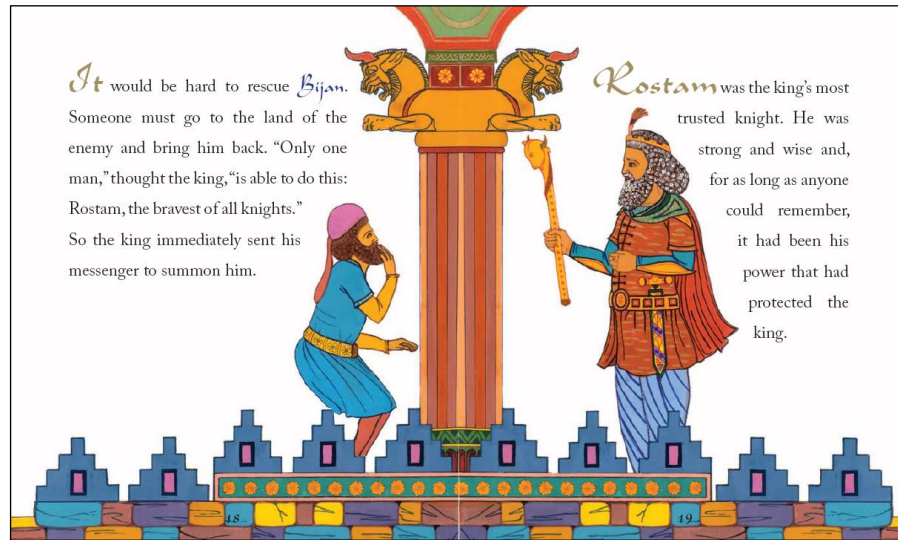 It would be hard to rescue Bijan.
Someone must go to the land of the
enemy and bring him back. “Only one
man,” thought the king, “is able to do this:
Rostam, the bravest of all knights.”
So the king immediately sent his
messenger to summon him.
Rostam was the king’s most
trusted knight. He was
strong and wise and,
for as long as anyone
could remember,
it had been his
power that had
protected the
king.
18
19